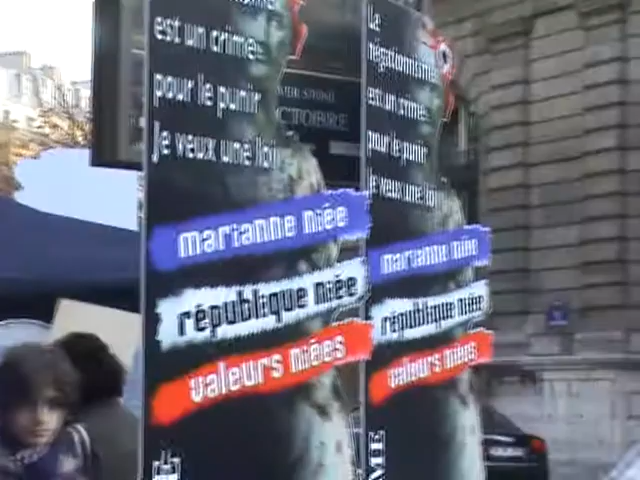 est un crime
pour le punir
Je veux une loi
marianne niée
république niée
valeurs niées
Le
négationnisme
est un crime
pour le punir
Je veux une loi
marianne niée
république niée
valeurs niées